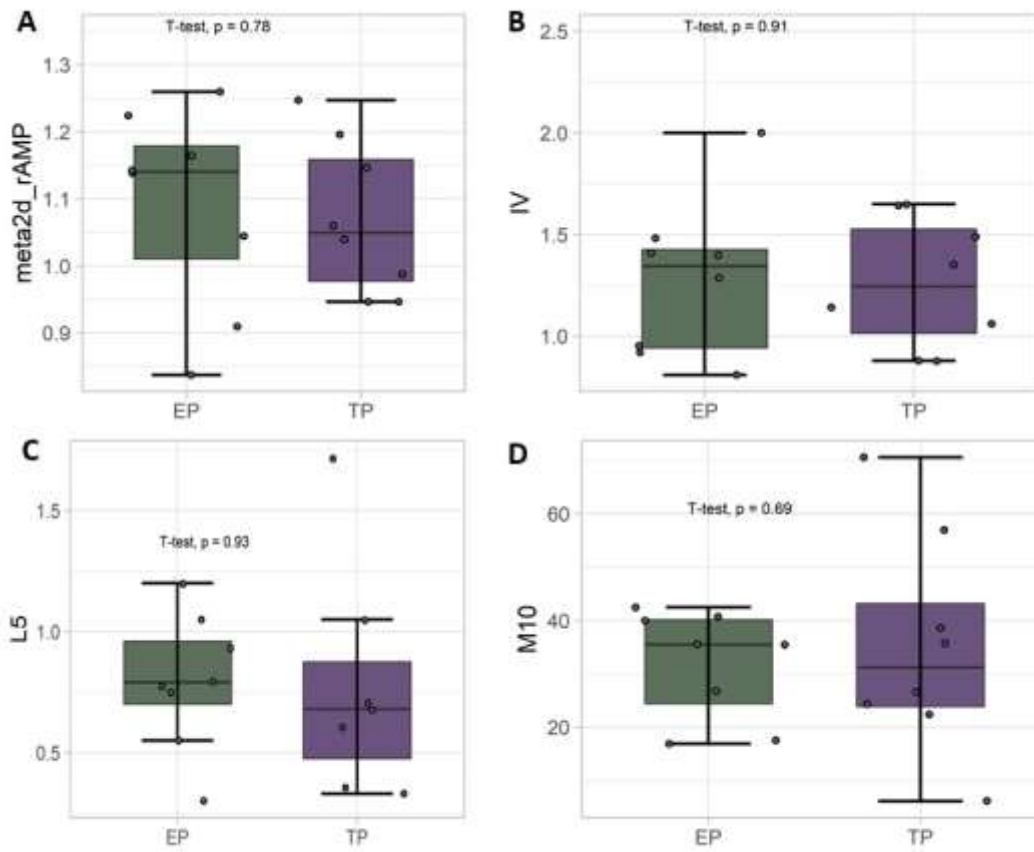 A
T-test, p = 0.78
meta2d_rAMP
1.3
1.2
1.1
1.0
0.9
EP
TP
B
T-test, p = 0.91
IV
2.5
2.0
1.5
1.0
EP
TP
C
T-test, p = 0.93
L5
1.5
1.0
0.5
EP
TP
D
T-test, p = 0.69
M10
60
40
20
EP
TP